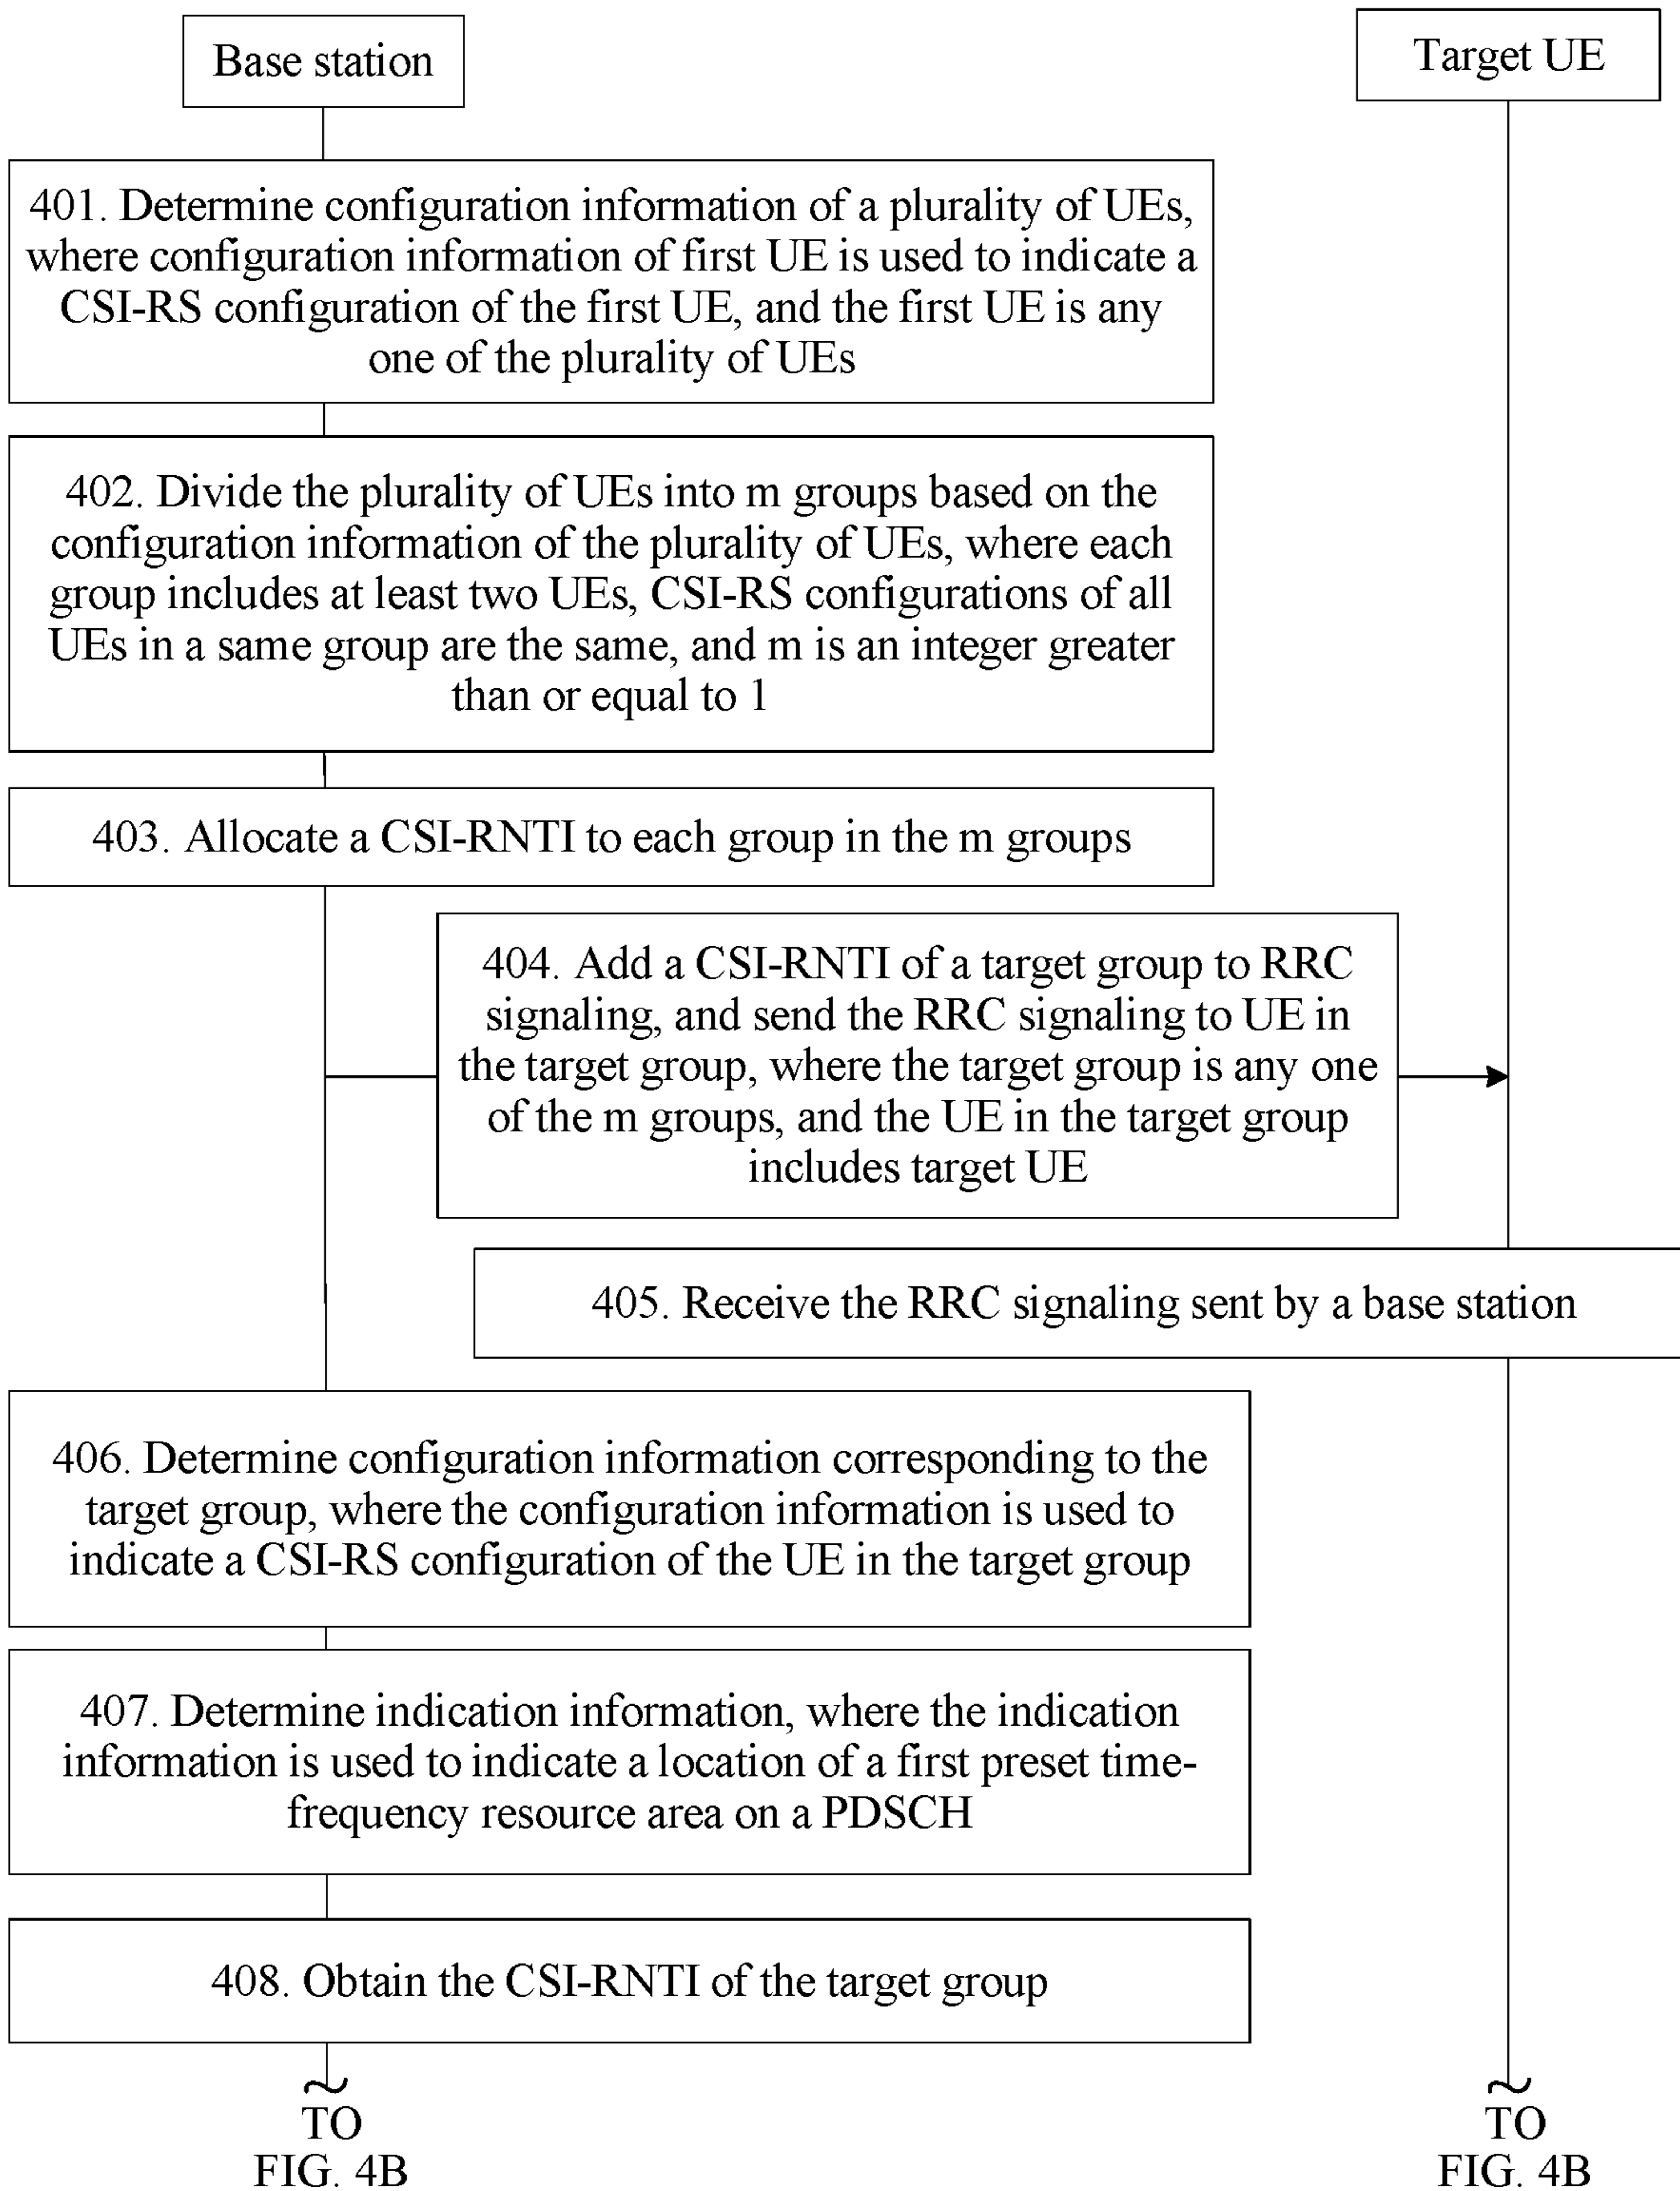 Base station
Target UE
401. Determine configuration information of a plurality of UEs,
where configuration information of first UE is used to indicate a
CSI-RS configuration of the first UE, and the first UE is any
one of the plurality of UEs
402. Divide the plurality of UEs into m groups based on the
configuration information of the plurality of UEs, where each
group includes at least two UEs, CSI-RS configurations of all
UEs in a same group are the same, and m is an integer greater
than or equal to 1
403. Allocate a CSI-RNTI to each group in the m groups
404. Add a CSI-RNTI of a target group to RRC
signaling, and send the RRC signaling to UE in
the target group, where the target group is any one
of the m groups, and the UE in the target group
includes target UE
405. Receive the RRC signaling sent by a base station
406. Determine configuration information corresponding to the
target group, where the configuration information is used to
indicate a CSI-RS configuration of the UE in the target group
407. Determine indication information, where the indication
information is used to indicate a location of a first preset time-
frequency resource area on a PDSCH
408. Obtain the CSI-RNTI of the target group
TO
FIG. 4B
TO
FIG. 4B